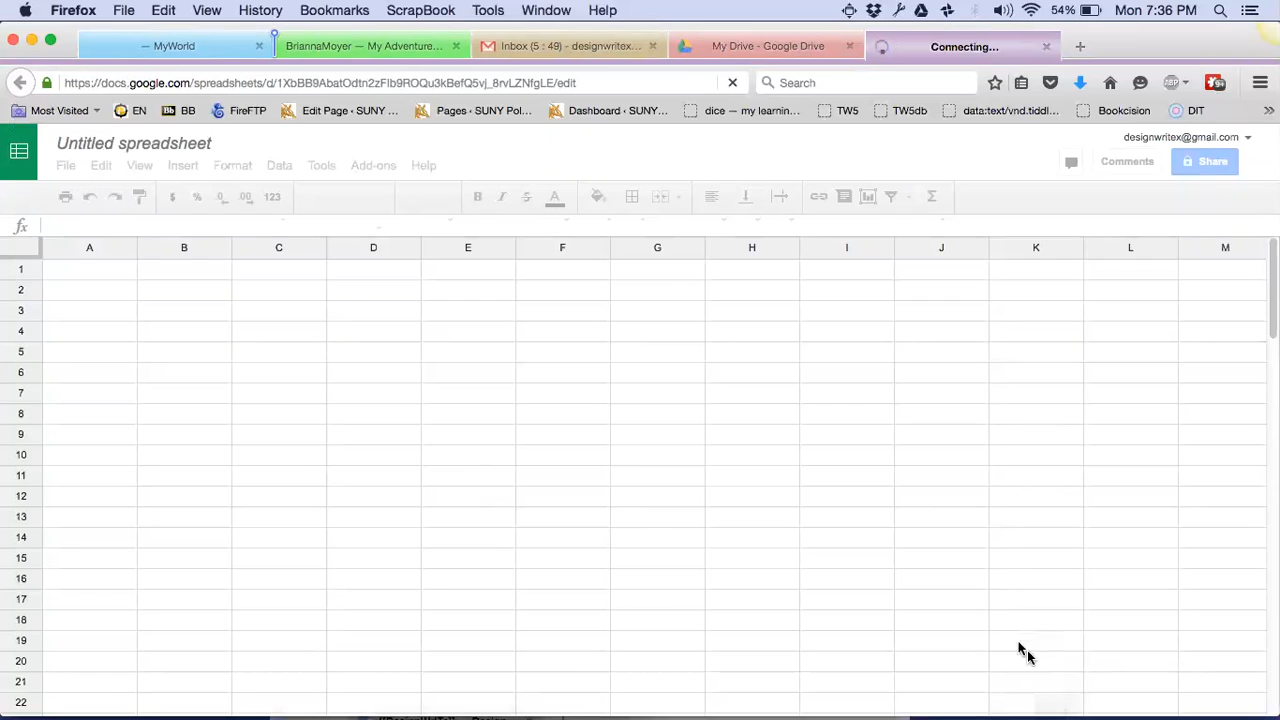 Firefox File Edit View History Bookmarks ScrapBook Tools Window Help 54% Mon 7:36 PM
— MyWorld BriannaMoyer — My Adventure... Inbox (5 : 49) - designwritex... My Drive - Google Drive Connecting...
https://docs.google.com/spreadsheets/d/1XbBB9AbatOdtn2zFlb9ROQu3kBefQ5vj_8rvLZNfgLE/edit Search ABP 9+
Most Visited EN Bb BB FireFTP Edit Page ‹ SUNY ... Pages ‹ SUNY Pol... Dashboard ‹ SUNY... dice — my learnin... TW5 TW5db data:text/vnd.tiddl... Bookcision DIT »
Untitled spreadsheet designwritex@gmail.com
File Edit View Insert Format Data Tools Add-ons Help Comments Share
$ % .0 .00 123 B I S A Σ
fx
A B C D E F G H I J K L M
1
2
3
4
5
6
7
8
9
10
11
12
13
14
15
16
17
18
19
20
21
22